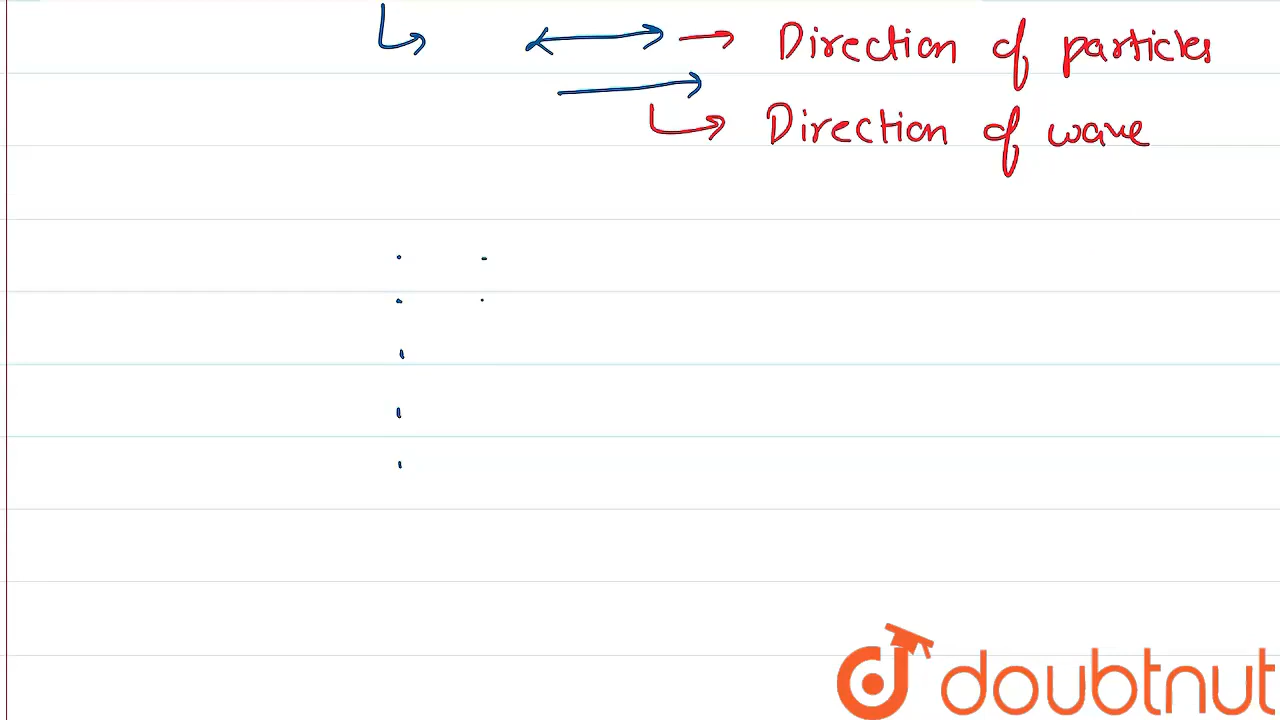 Direction of particles
Direction of wave
doubtnut